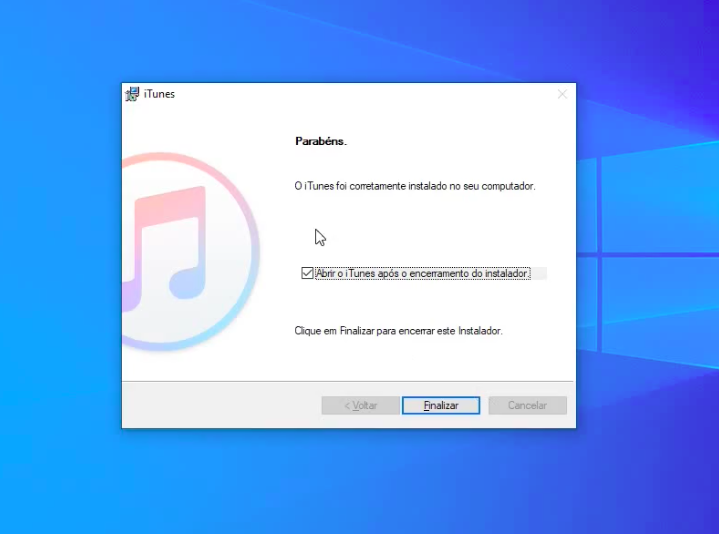 iTunes
Parabéns.
O iTunes foi corretamente instalado no seu computador.
Abrir o iTunes após o encerramento do instalador.
Clique em Finalizar para encerrar este Instalador.
< Voltar
Finalizar
Cancelar